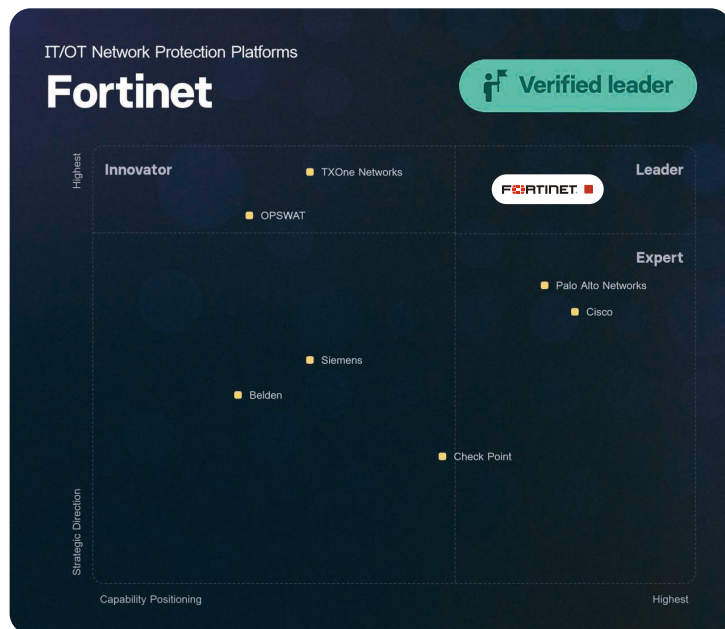 IT/OT Network Protection Platforms
Fortinet
Verified leader
Highest
Innovator
TXOne Networks
FORTINET
Leader
OPSWAT
Expert
Palo Alto Networks
Cisco
Siemens
Belden
Check Point
Strategic Direction
Capability Positioning
Highest